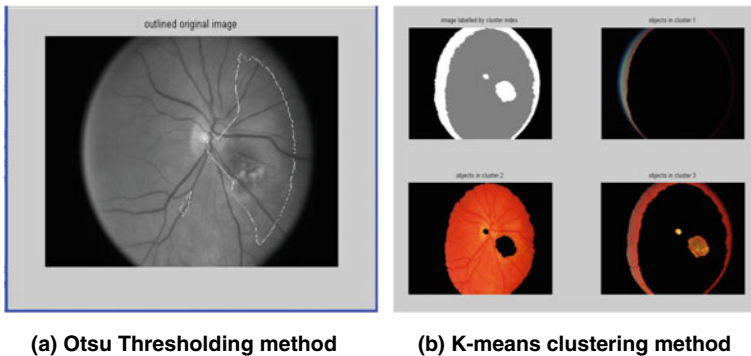 outlined original image
image labelled by cluster index
objects in cluster 1
objects in cluster 2
objects in cluster 3
(a) Otsu Thresholding method
(b) K-means clustering method